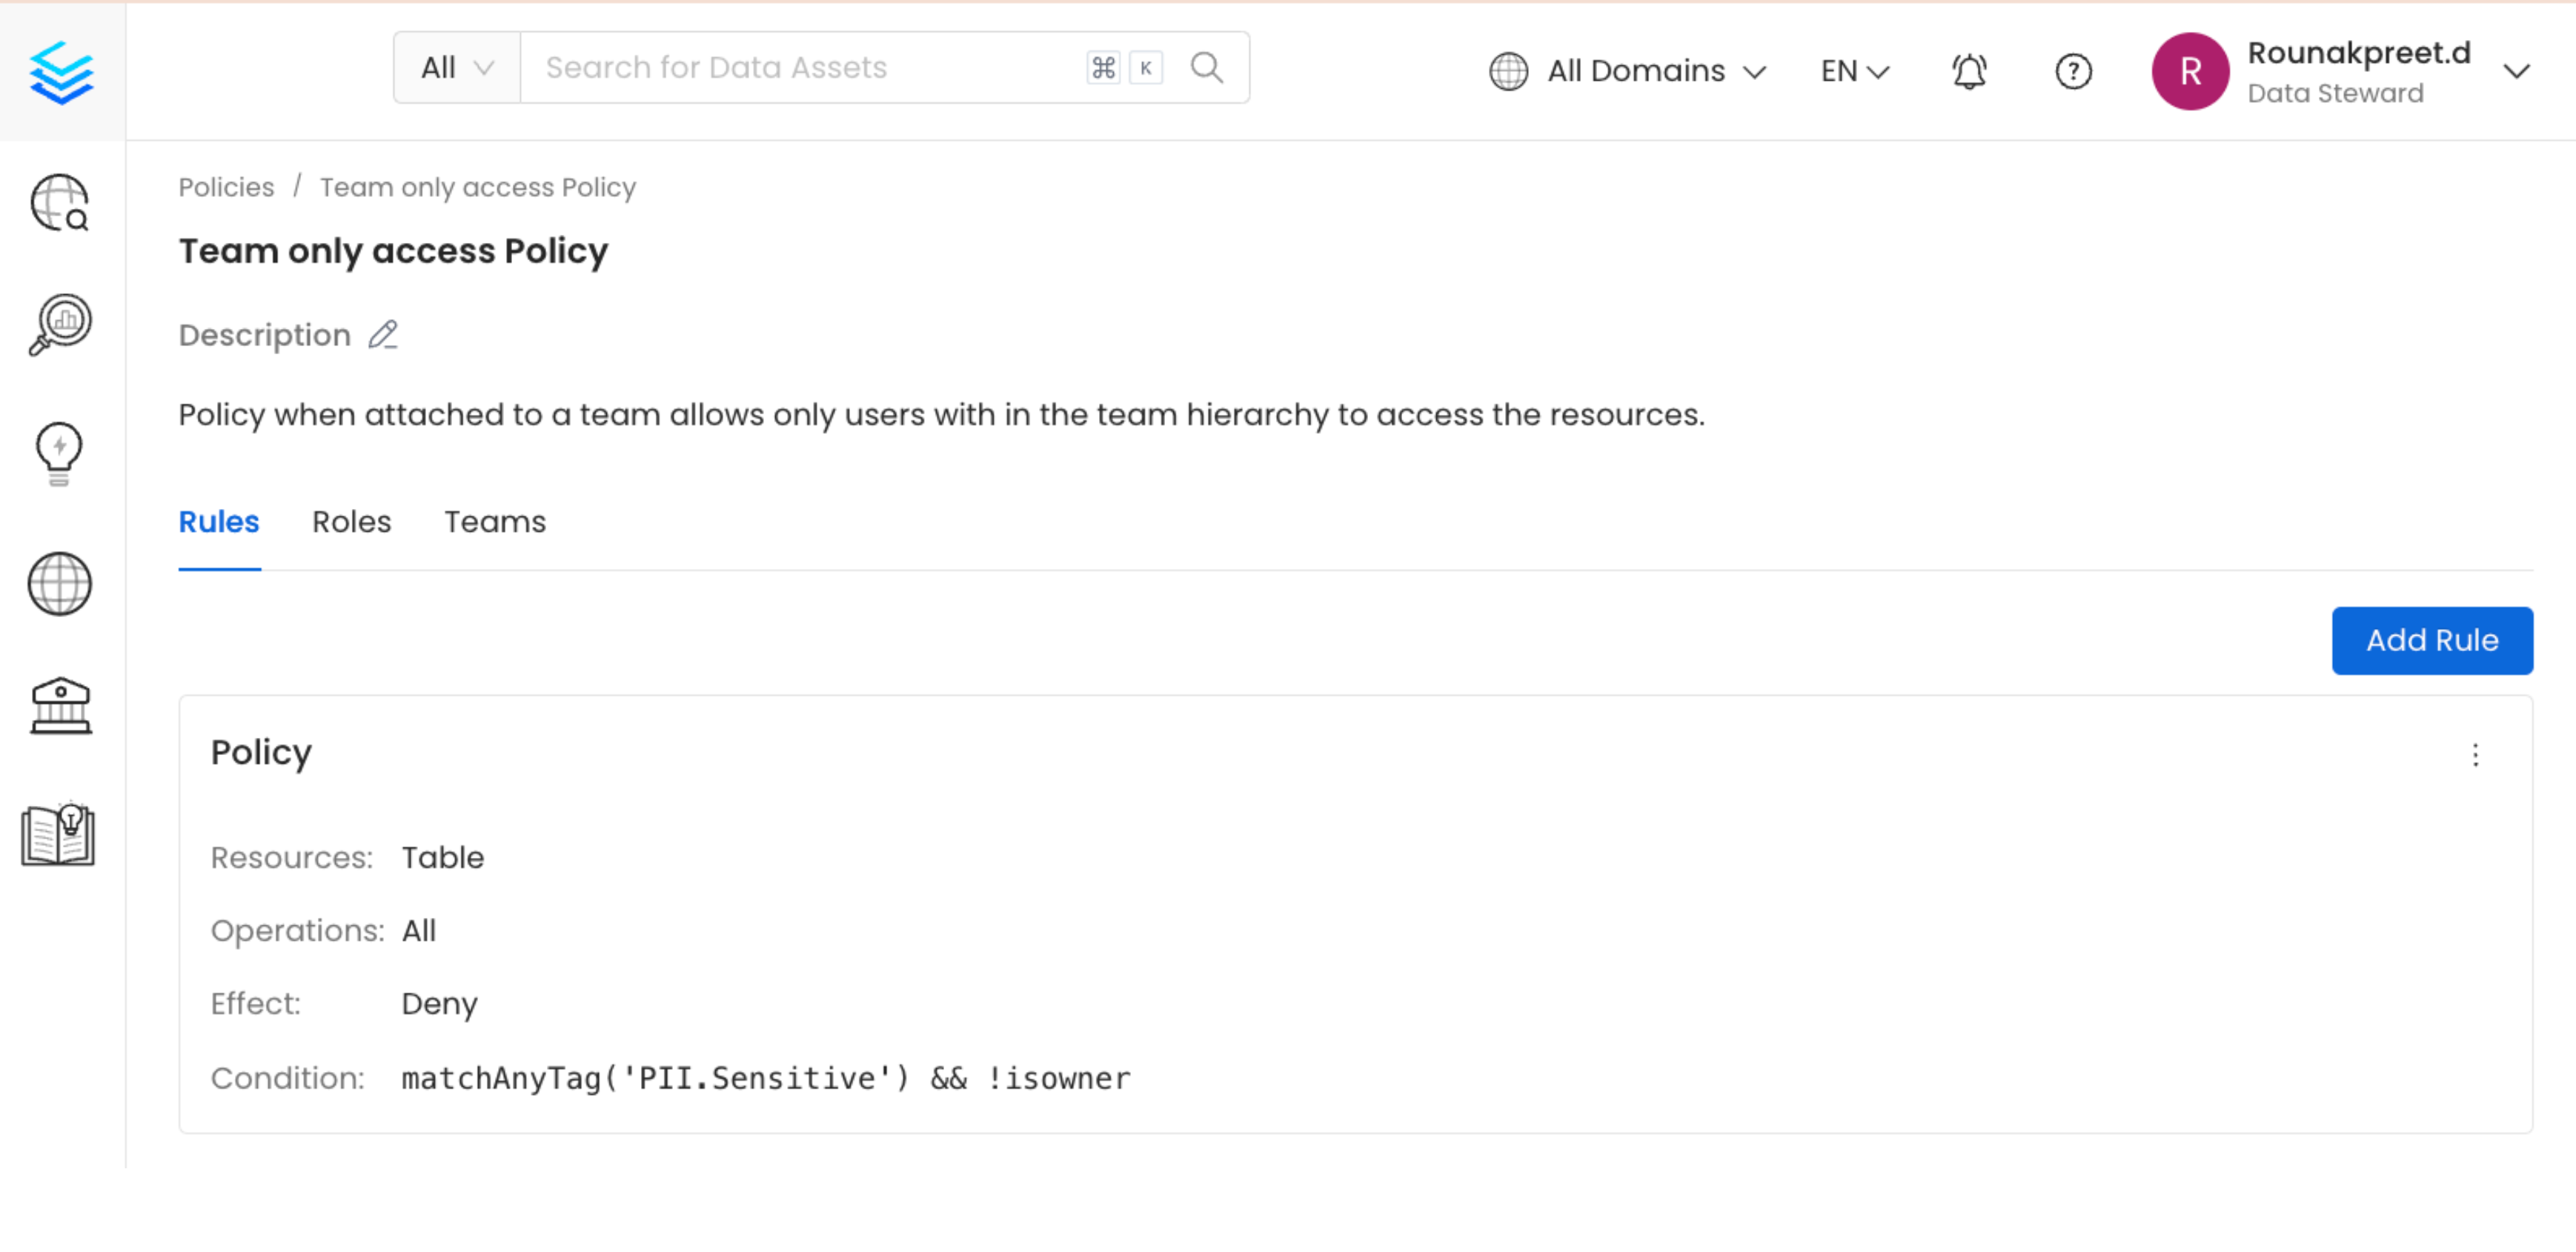 All Search for Data Assets ⌘ K All Domains EN ? R Rounakpreet.d
Data Steward
Policies / Team only access Policy
Team only access Policy
Description
Policy when attached to a team allows only users with in the team hierarchy to access the resources.
Rules Roles Teams
Add Rule
Policy
Resources: Table
Operations: All
Effect: Deny
Condition: matchAnyTag('PII.Sensitive') && !isowner